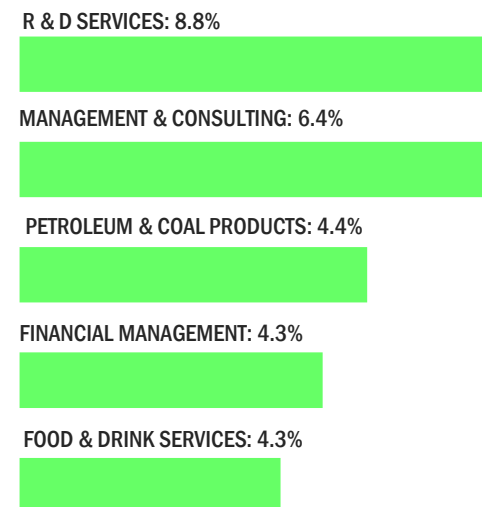 R & D SERVICES: 8.8%
MANAGEMENT & CONSULTING: 6.4%
PETROLEUM & COAL PRODUCTS: 4.4%
FINANCIAL MANAGEMENT: 4.3%
FOOD & DRINK SERVICES: 4.3%